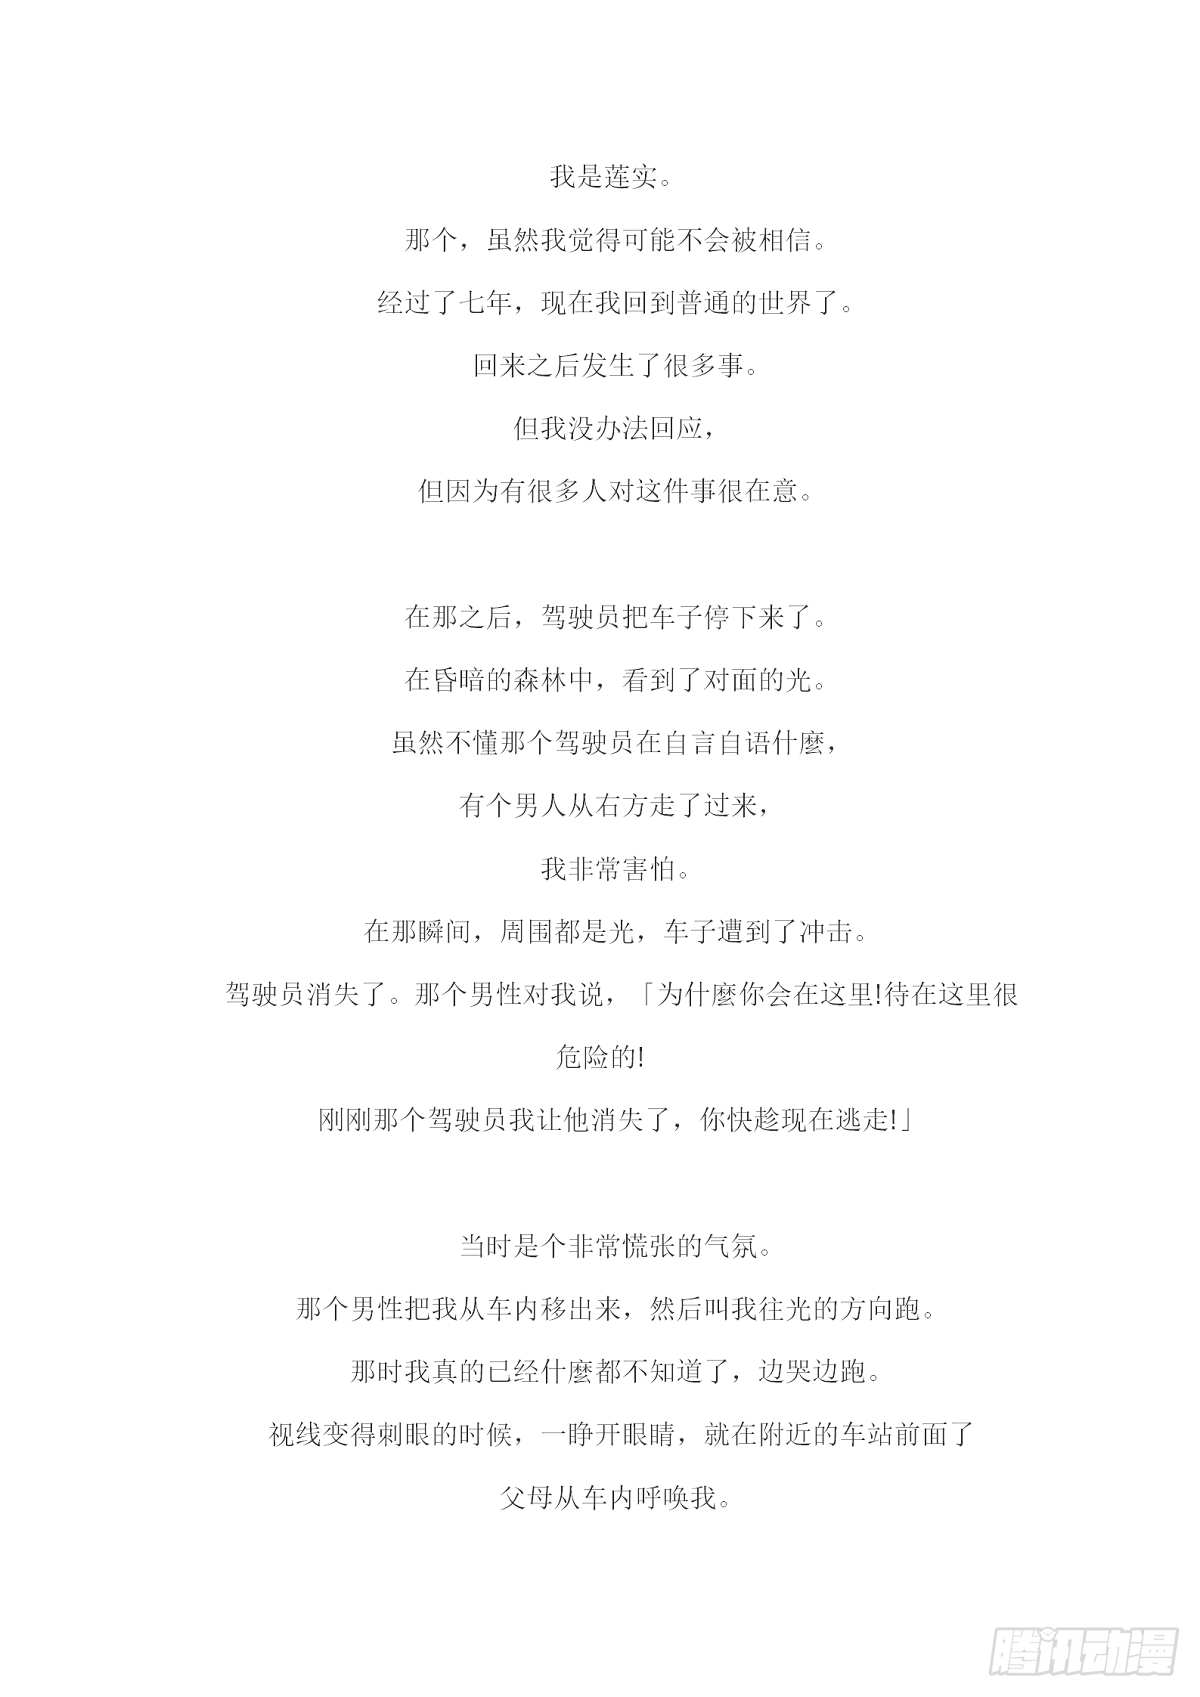 我是莲实。
那个，虽然我觉得可能不会被相信。
经过了七年，现在我回到普通的世界了。
回来之后发生了很多事。
但我没办法回应，
但因为有很多人对这件事很在意。
在那之后，驾驶员把车子停下来了。
在昏暗的森林中，看到了对面的光。
虽然不懂那个驾驶员在自言自语什麼，
有个男人从右方走了过来，
我非常害怕。
在那瞬间，周围都是光，车子遭到了冲击。
驾驶员消失了。那个男性对我说，「为什麼你会在这里!待在这里很
危险的!
刚刚那个驾驶员我让他消失了，你快趁现在逃走!」
当时是个非常慌张的气氛。
那个男性把我从车内移出来，然后叫我往光的方向跑。
那时我真的已经什麼都不知道了，边哭边跑。
视线变得刺眼的时候，一睁开眼睛，就在附近的车站前面了
父母从车内呼唤我。
腾讯动漫